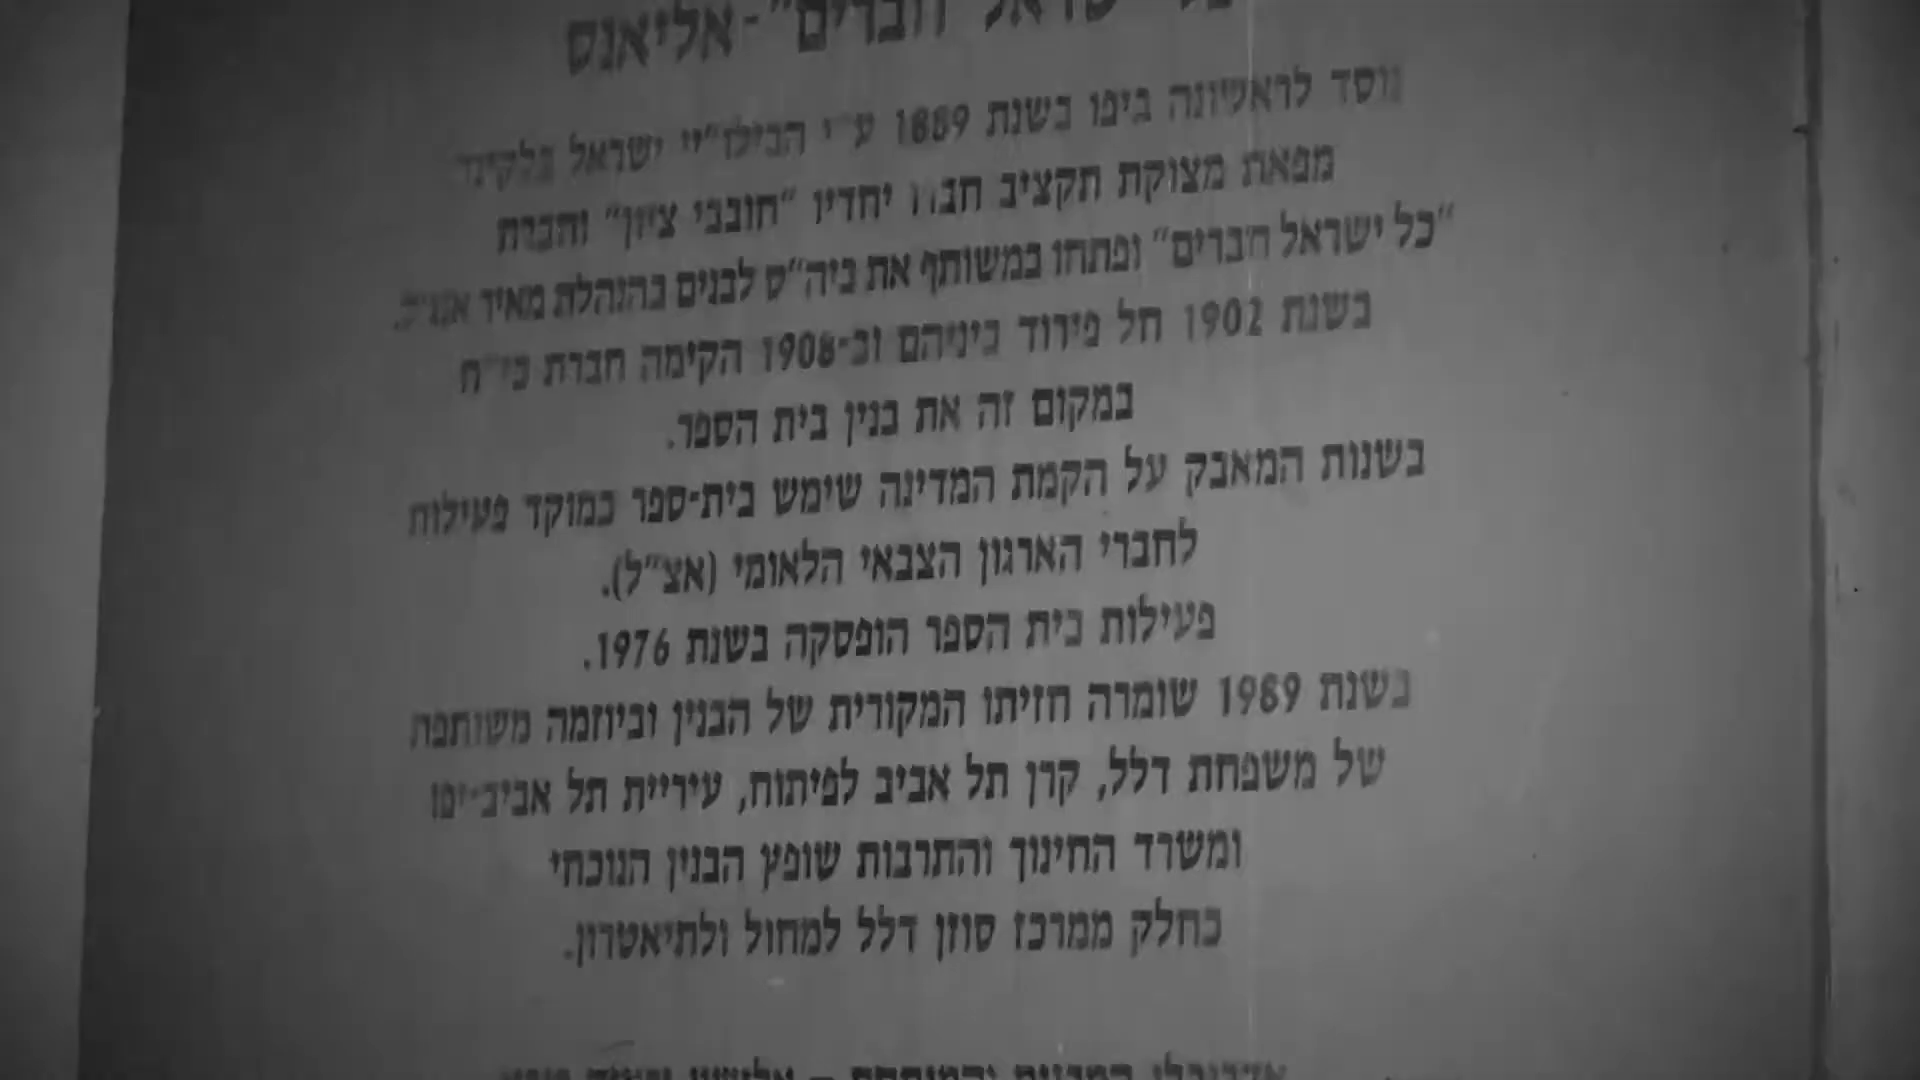 ישראל חברים"-אליאנס
נוסד לראשונה ביפו בשנת 1889 ע"י הבילו"יי ישראל בלקינד
מפאת מצוקת תקציב חברו יחדיו "חובבי ציון" וחברת
"כל ישראל חברים" ופתחו במשותף את ביה"ס לבנים בהנהלת מאיר
בשנת 1902 חל פירוד ביניהם וב-1908 הקימה חברת כי"ח
במקום זה את בנין בית הספר.
בשנות המאבק על הקמת המדינה שימש בית-ספר כמוקד פעילות
לחברי הארגון הצבאי הלאומי (אצ"ל).
פעילות בית הספר הופסקה בשנת 1976.
בשנת 1989 שומרה חזיתו המקורית של הבנין וביוזמה משותפת
של משפחת דלל, קרן תל אביב לפיתוח, עיריית תל אביב-יפו
ומשרד החינוך והתרבות שופץ הבנין הנוכחי
כחלק ממרכז סוזן דלל למחול ולתיאטרון.